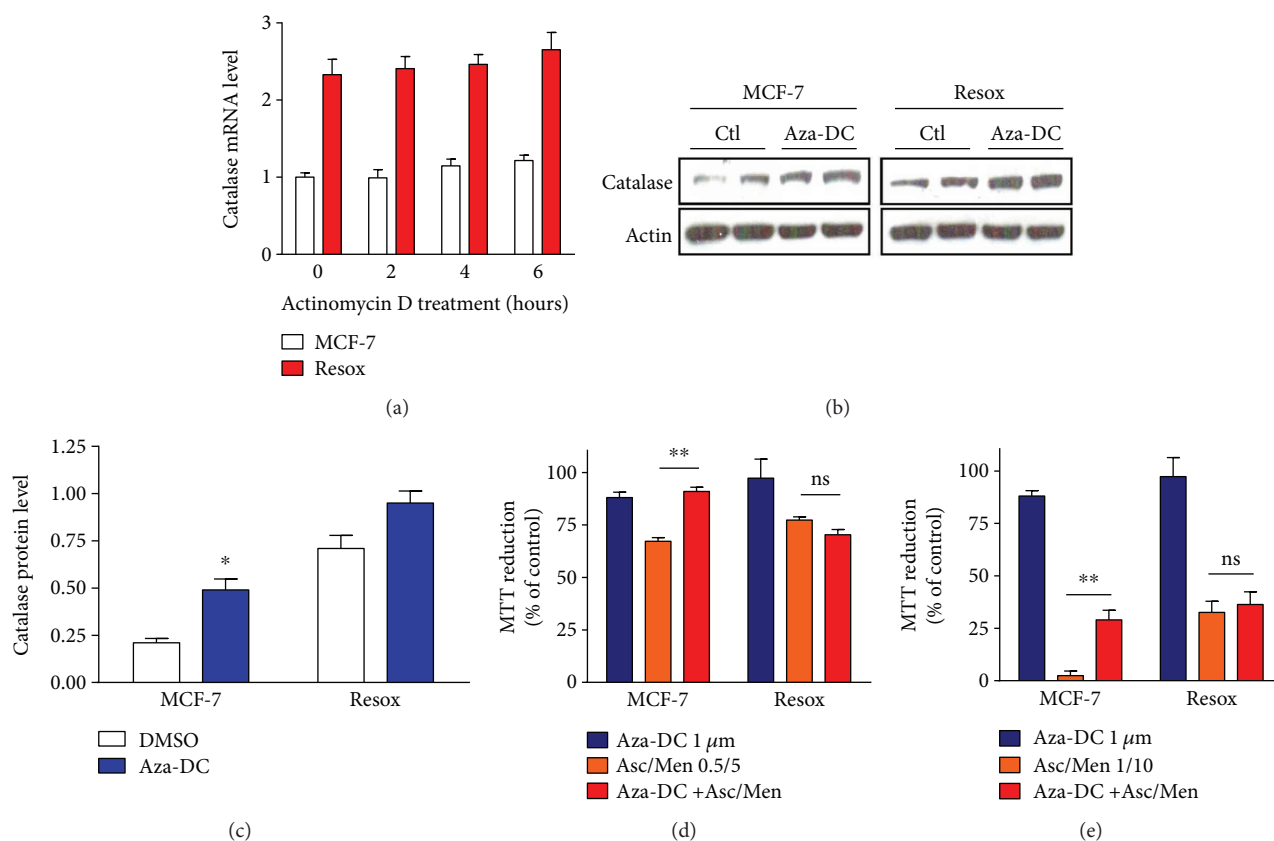 Catalase mRNA level
3
2
1
0
0 2 4 6
Actinomycin D treatment (hours)
MCF-7
Resox
(a)
MCF-7 Resox
Ctl Aza-DC Ctl Aza-DC
Catalase
Actin
(b)
Catalase protein level
1.25
1.00
0.75
0.50
0.25
0.00
*
MCF-7 Resox
DMSO
Aza-DC
(c)
MTT reduction
(% of control)
100
75
50
25
0
**
ns
MCF-7 Resox
Aza-DC 1 μm
Asc/Men 0.5/5
Aza-DC +Asc/Men
(d)
MTT reduction
(% of control)
100
75
50
25
0
**
ns
MCF-7 Resox
Aza-DC 1 μm
Asc/Men 1/10
Aza-DC +Asc/Men
(e)